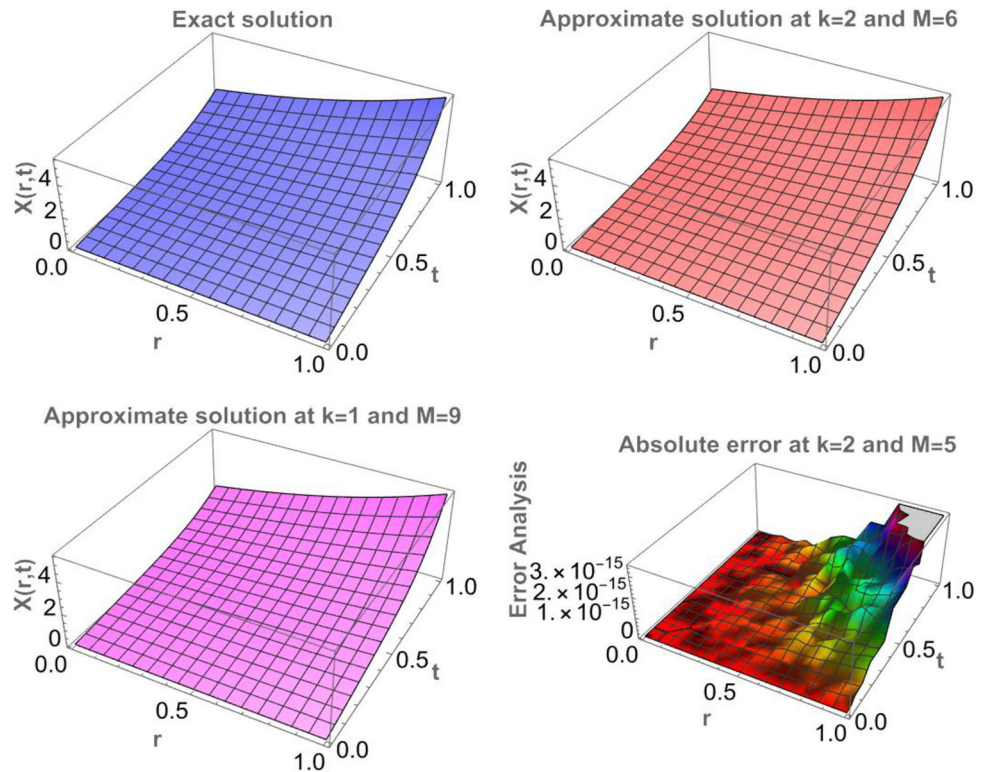 Exact solution
X(r,t)
4
2
0
0.0
0.5
1.0
r
0.0
0.5
1.0
t
Approximate solution at k=2 and M=6
X(r,t)
4
2
0
0.0
0.5
1.0
r
0.0
0.5
1.0
t
Approximate solution at k=1 and M=9
X(r,t)
4
2
0
0.0
0.5
1.0
r
0.0
0.5
1.0
t
Absolute error at k=2 and M=5
Error Analysis
3.×10⁻¹⁵
2.×10⁻¹⁵
1.×10⁻¹⁵
0
0.0
0.5
1.0
r
0.0
0.5
1.0
t